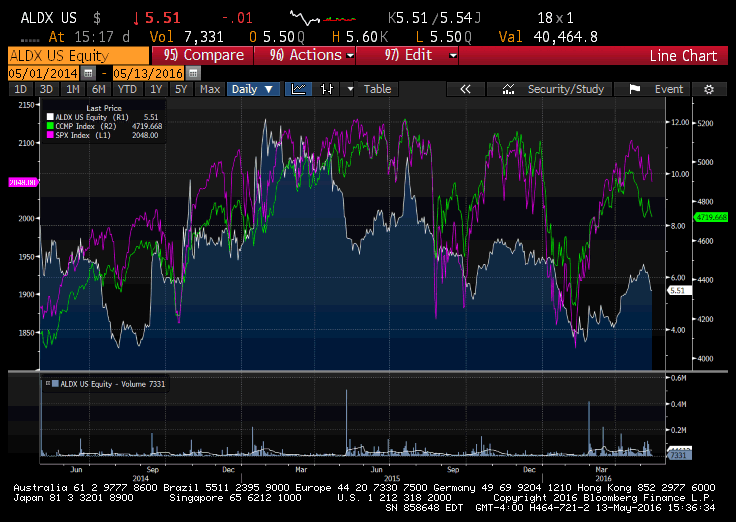 ALDX US $ ↓ 5.51 -.01 K5.51 /5.54J 18 x 1
At 15:17 d Vol 7,331 O 5.50Q H 5.60K L 5.50Q Val 40,464.8
ALDX US Equity 95) Compare 96) Actions 97) Edit Line Chart
05/01/2014 - 05/13/2016
1D 3D 1M 6M YTD 1Y 5Y Max Daily ▼ Table « Security/Study Event
Last Price
ALDX US Equity (R1) 5.51
CCMP Index (R2) 4719.668
SPX Index (L1) 2048.00
2150
2100
2048.00
2000
1950
1900
1850
12.00
10.00
8.00
6.00
5.51
4.00
5200
5000
4800
4719.668
4600
4400
4200
4000
ALDX US Equity - Volume 7331
0.6M
0.4M
0.2M
7331
Jun Sep Dec Mar Jun Sep Dec Mar
2014 2015 2016
Australia 61 2 9777 8600 Brazil 5511 2395 9000 Europe 44 20 7330 7500 Germany 49 69 9204 1210 Hong Kong 852 2977 6000
Japan 81 3 3201 8900 Singapore 65 6212 1000 U.S. 1 212 318 2000 Copyright 2016 Bloomberg Finance L.P.
SN 858648 EDT GMT-4:00 H464-721-2 13-May-2016 15:36:34